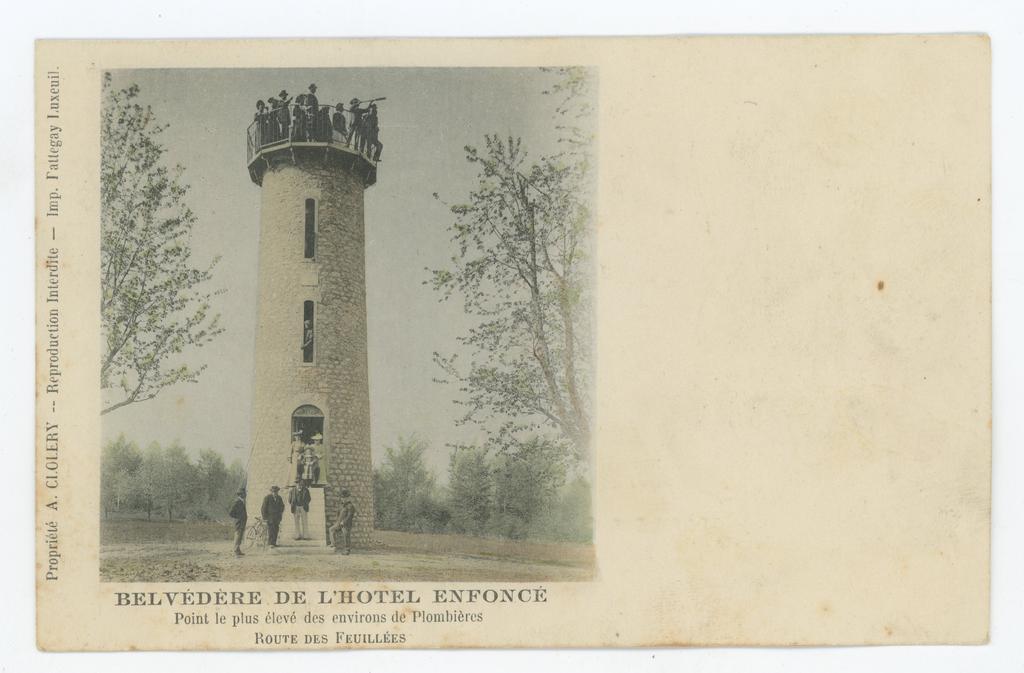 Propriété A. CLOLERY -- Reproduction Interdite — Imp. Pattegay Luxeuil.
BELVÉDÈRE DE L'HOTEL ENFONCÉ
Point le plus élevé des environs de Plombières
ROUTE DES FEUILLÉES